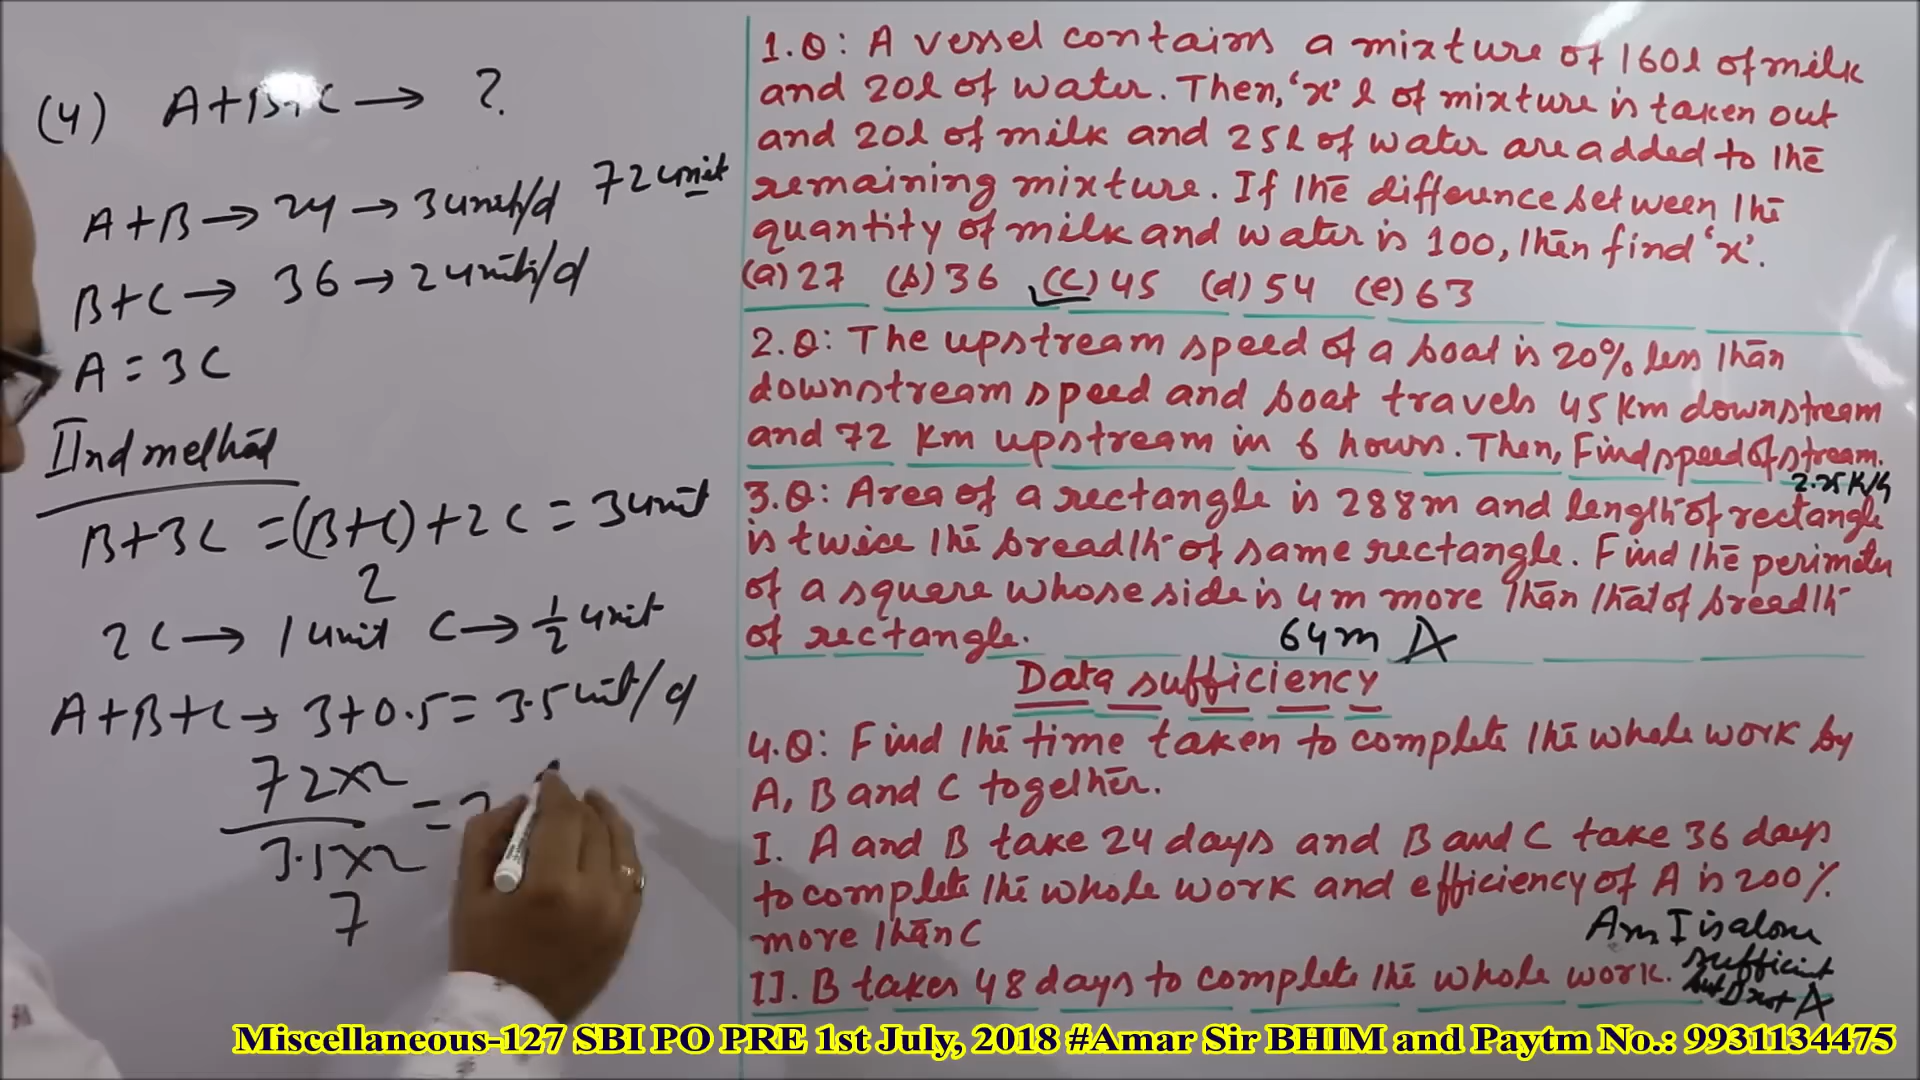 (4) A+B+C → ?
A+B → 24 → 3 unit/d 72 unit
B+C → 36 → 2 units/d
A = 3C
IInd method
B+3C = (B+C)+2C = 3 unit
2
2C → 1 unit C → 1/2 unit
A+B+C → 3+0.5 = 3.5 unit/d
72×2
3.5×2
=
7
1.Q: A vessel contains a mixture of 160l of milk
and 20l of water. Then, 'x' l of mixture is taken out
and 20l of milk and 25l of water are added to the
remaining mixture. If the difference between the
quantity of milk and water is 100, then find 'x'.
(a) 27 (b) 36 (c) 45 (d) 54 (e) 63
2.Q: The upstream speed of a boat is 20% less than
downstream speed and boat travels 45 Km downstream
and 72 Km upstream in 6 hours. Then, Find speed of stream.
2.25 K/h
3.Q: Area of a rectangle is 288m and length of rectangle
is twice the breadth of same rectangle. Find the perimeter
of a square whose side is 4m more than that of breadth
of rectangle. 64m A
Data sufficiency
4.Q: Find the time taken to complete the whole work by
A, B and C together.
I. A and B take 24 days and B and C take 36 days
to complete the whole work and efficiency of A is 200%
more than C
Ans I is alone
sufficient
but II not A
II. B takes 48 days to complete the whole work.
Miscellaneous-127 SBI PO PRE 1st July, 2018 #Amar Sir BHIM and Paytm No.: 9931134475